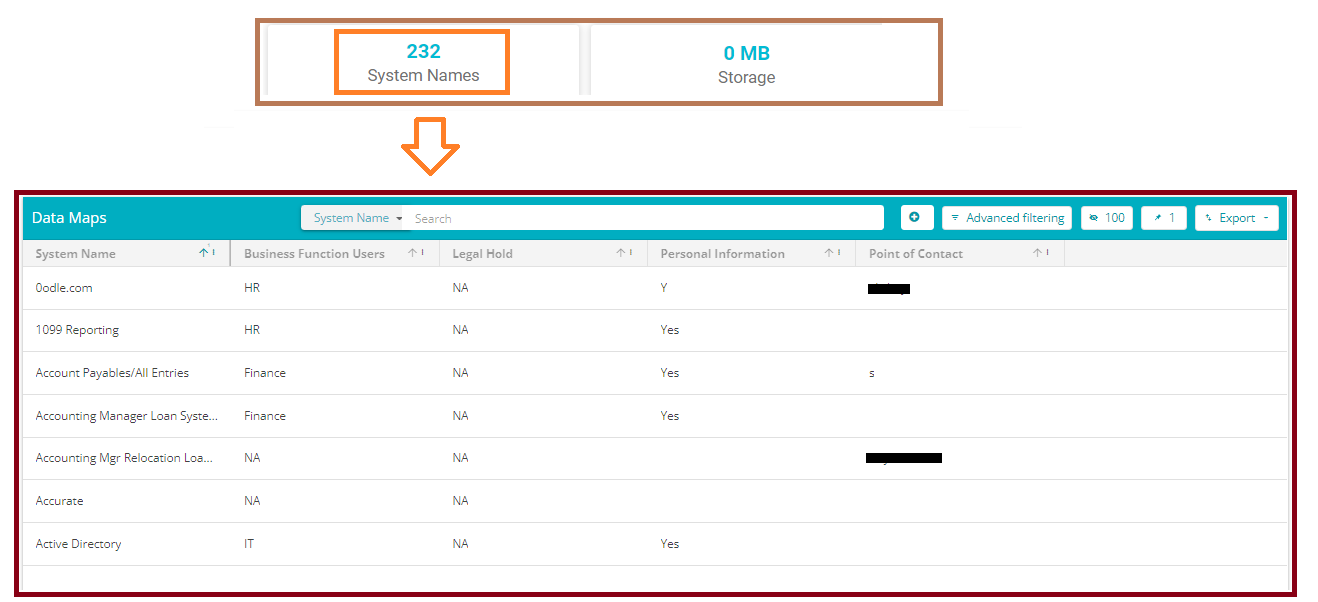 232 0 MB
System Names Storage
Data Maps System Name Search Advanced filtering 100 1 Export
System Name Business Function Users Legal Hold Personal Information Point of Contact
0odle.com HR NA Y
1099 Reporting HR NA Yes
Account Payables/All Entries Finance NA Yes s
Accounting Manager Loan Syste... Finance NA Yes
Accounting Mgr Relocation Loa... NA NA
Accurate NA NA
Active Directory IT NA Yes